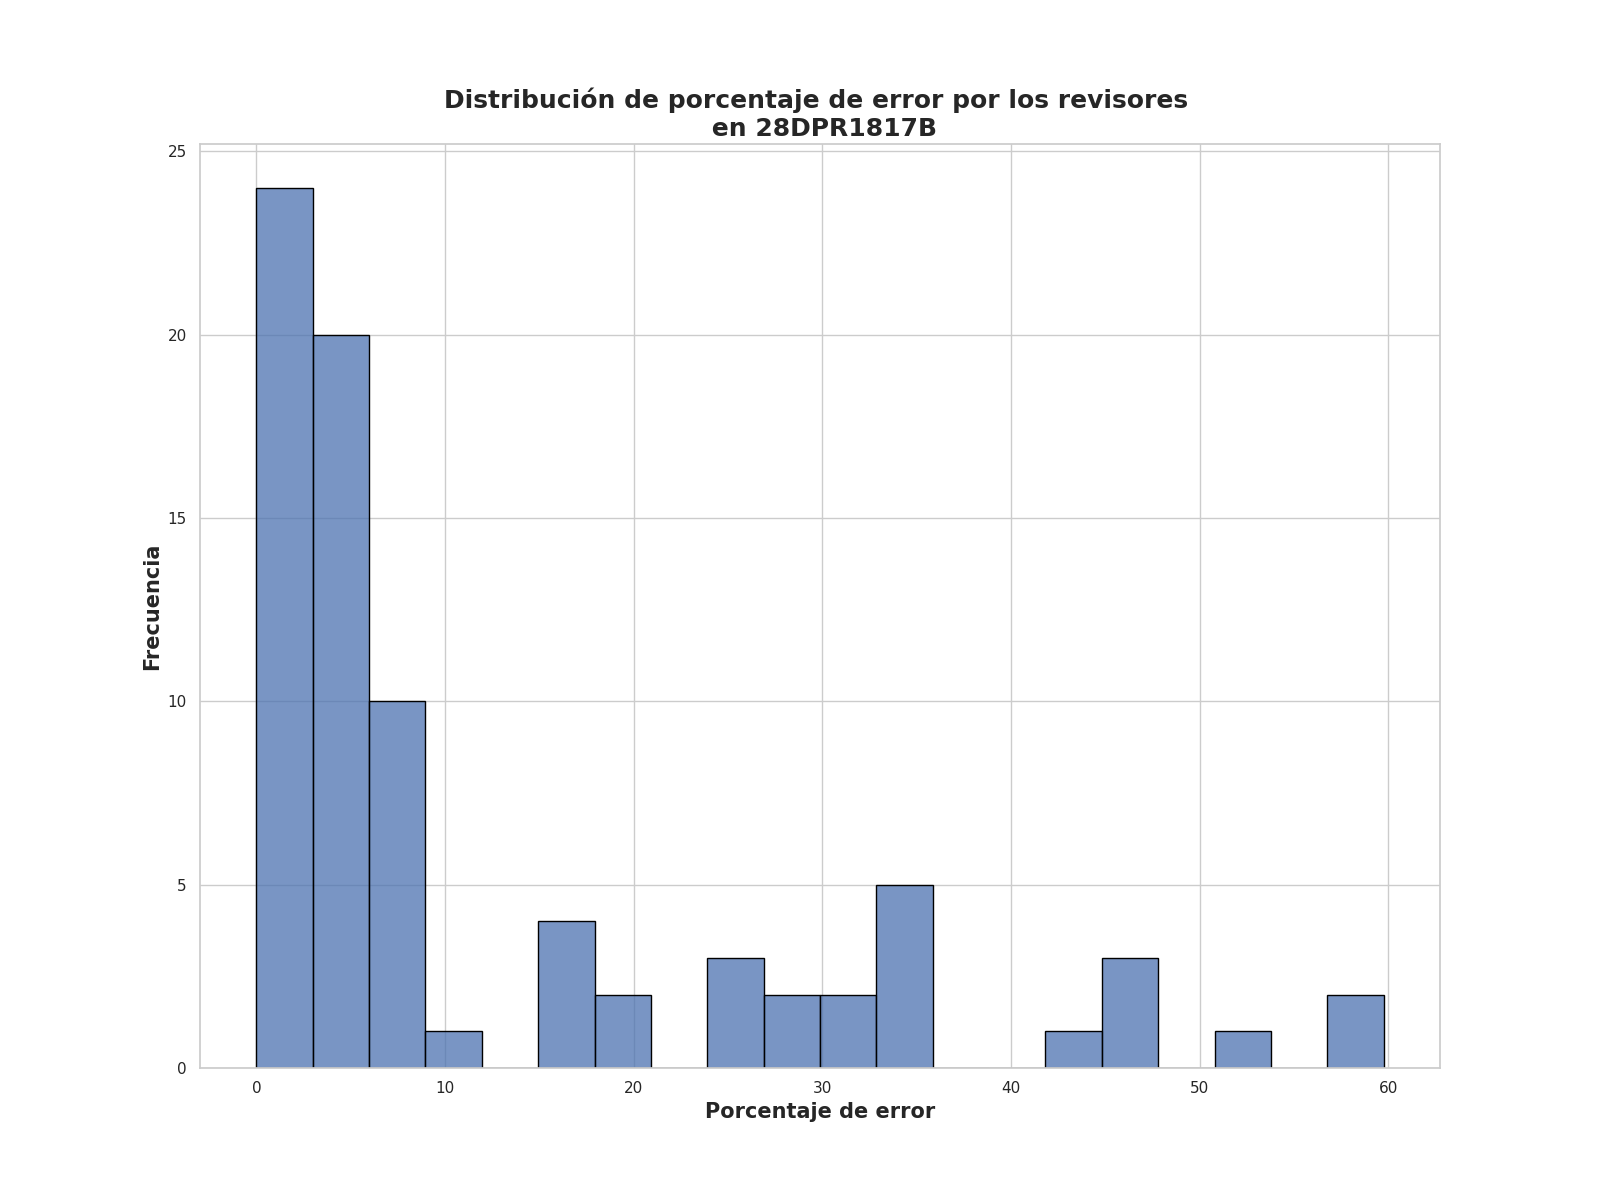 Distribución de porcentaje de error por los revisores
en 28DPR1817B
25
20
15
10
5
0
Frecuencia
0 10 20 30 40 50 60
Porcentaje de error